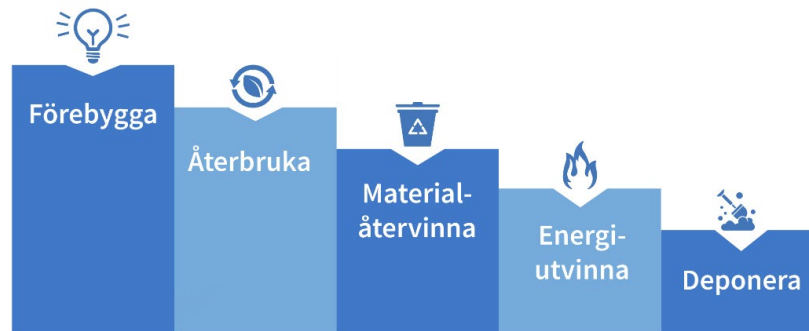 Förebygga
Återbruka
Material-
återvinna
Energi-
utvinna
Deponera